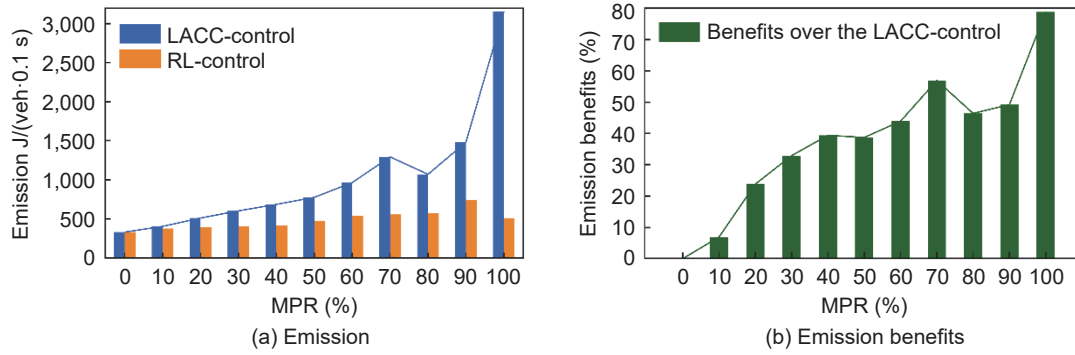 3,000
2,500
2,000
1,500
1,000
500
0
Emission J/(veh·0.1 s)
LACC-control
RL-control
0 10 20 30 40 50 60 70 80 90 100
MPR (%)
(a) Emission
80
70
60
50
40
30
20
10
0
Emission benefits (%)
Benefits over the LACC-control
0 10 20 30 40 50 60 70 80 90 100
MPR (%)
(b) Emission benefits